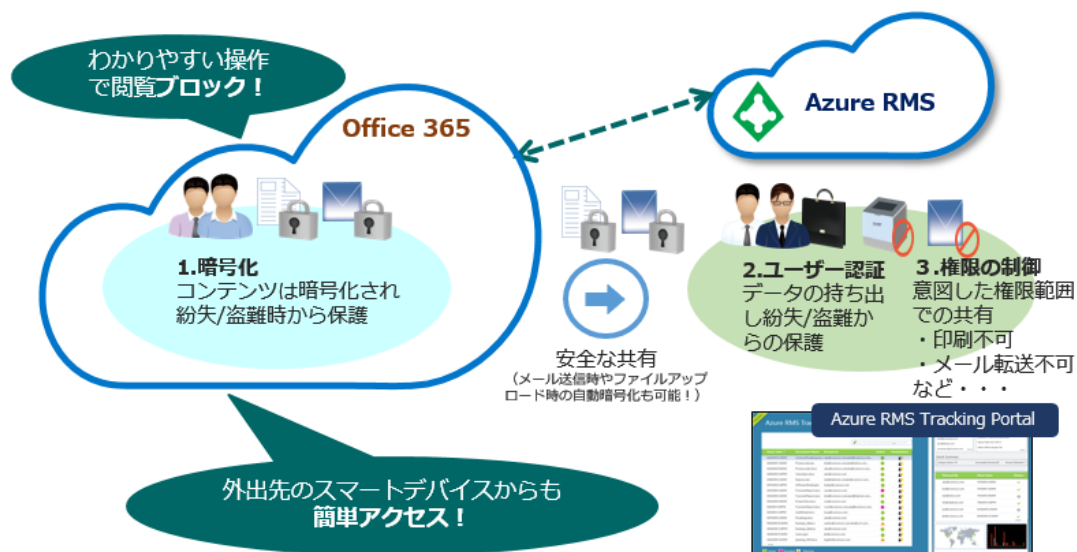 わかりやすい操作
で閲覧ブロック！
Office 365
Azure RMS
1.暗号化
コンテンツは暗号化され
紛失/盗難時から保護
安全な共有
（メール送信時やファイルアップ
ロード時の自動暗号化も可能！）
2.ユーザー認証
データの持ち出
し紛失/盗難か
らの保護
3.権限の制御
意図した権限範囲
での共有
・印刷不可
・メール転送不可
など・・・
Azure RMS Tracking Portal
外出先のスマートデバイスからも
簡単アクセス！